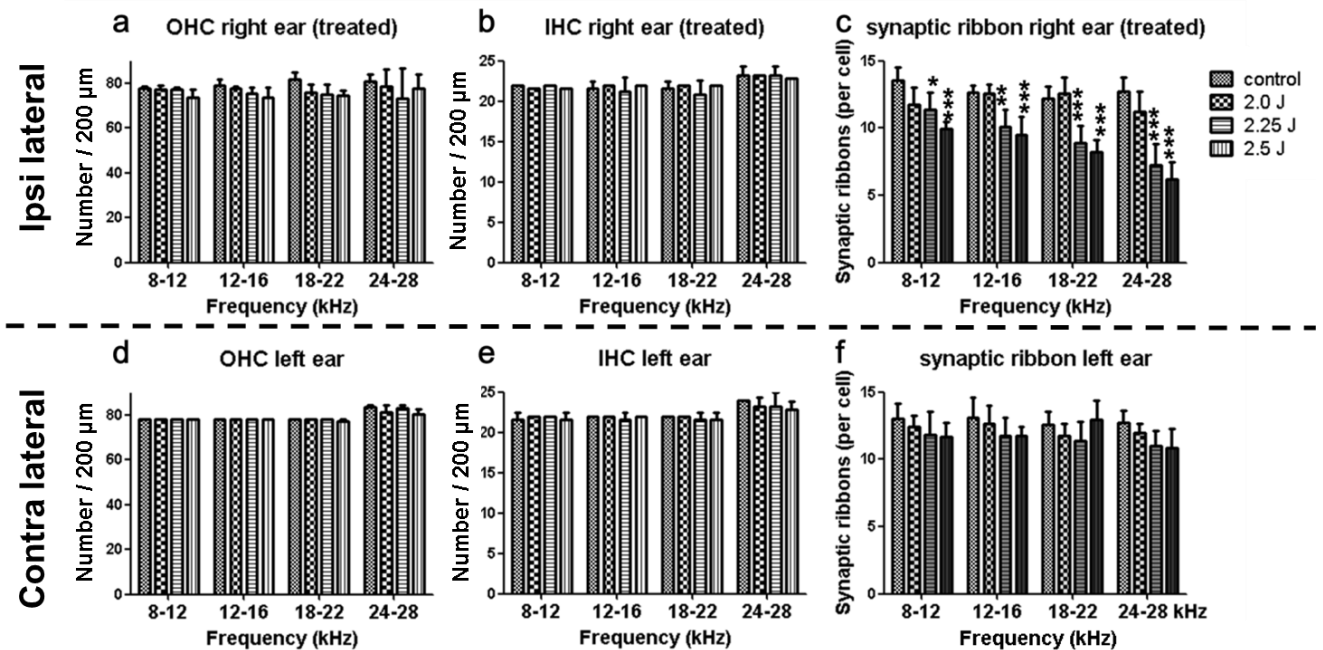 Ipsi lateral
a OHC right ear (treated)
Number / 200 µm
80
60
40
20
0
8-12 12-16 18-22 24-28
Frequency (kHz)
b IHC right ear (treated)
Number / 200 µm
25
20
15
10
5
0
8-12 12-16 18-22 24-28
Frequency (kHz)
c synaptic ribbon right ear (treated)
Synaptic ribbons (per cell)
15
10
5
0
* *** ** *** *** *** *** ***
8-12 12-16 18-22 24-28
Frequency (kHz)
control
2.0 J
2.25 J
2.5 J
Contra lateral
d OHC left ear
Number / 200 µm
80
60
40
20
0
8-12 12-16 18-22 24-28
Frequency (kHz)
e IHC left ear
Number / 200 µm
25
20
15
10
5
0
8-12 12-16 18-22 24-28
Frequency (kHz)
f synaptic ribbon left ear
Synaptic ribbons (per cell)
15
10
5
0
8-12 12-16 18-22 24-28 kHz
Frequency (kHz)